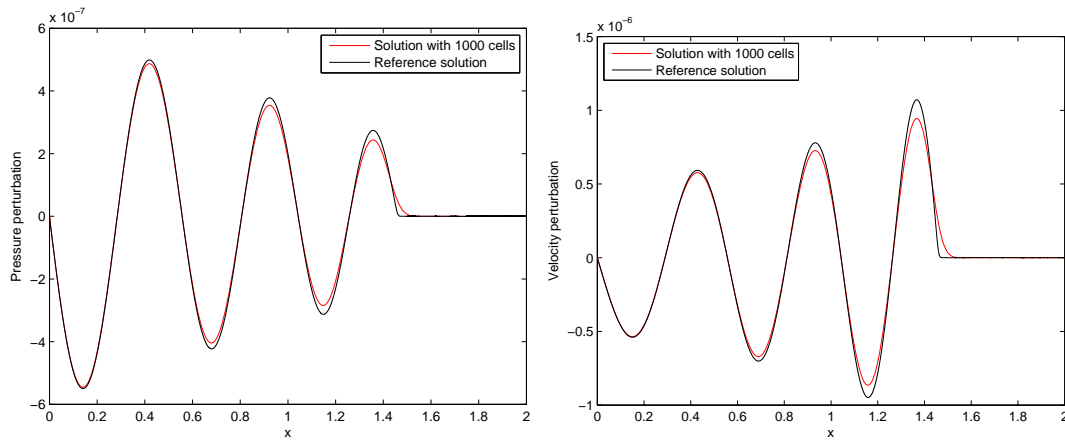 x 10⁻⁷
6
4
2
0
−2
−4
−6
0 0.2 0.4 0.6 0.8 1 1.2 1.4 1.6 1.8 2
x
Pressure perturbation
Solution with 1000 cells
Reference solution
x 10⁻⁶
1.5
1
0.5
0
−0.5
−1
0 0.2 0.4 0.6 0.8 1 1.2 1.4 1.6 1.8 2
x
Velocity perturbation
Solution with 1000 cells
Reference solution